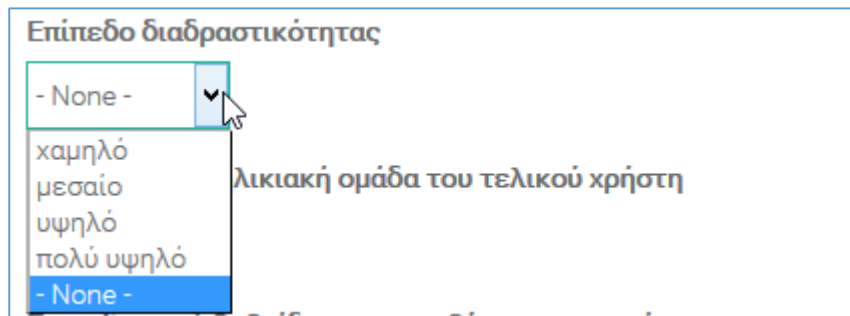 Επίπεδο διαδραστικότητας
- None -
χαμηλό
μεσαίο
λικιακή ομάδα του τελικού χρήστη
υψηλό
πολύ υψηλό
- None -